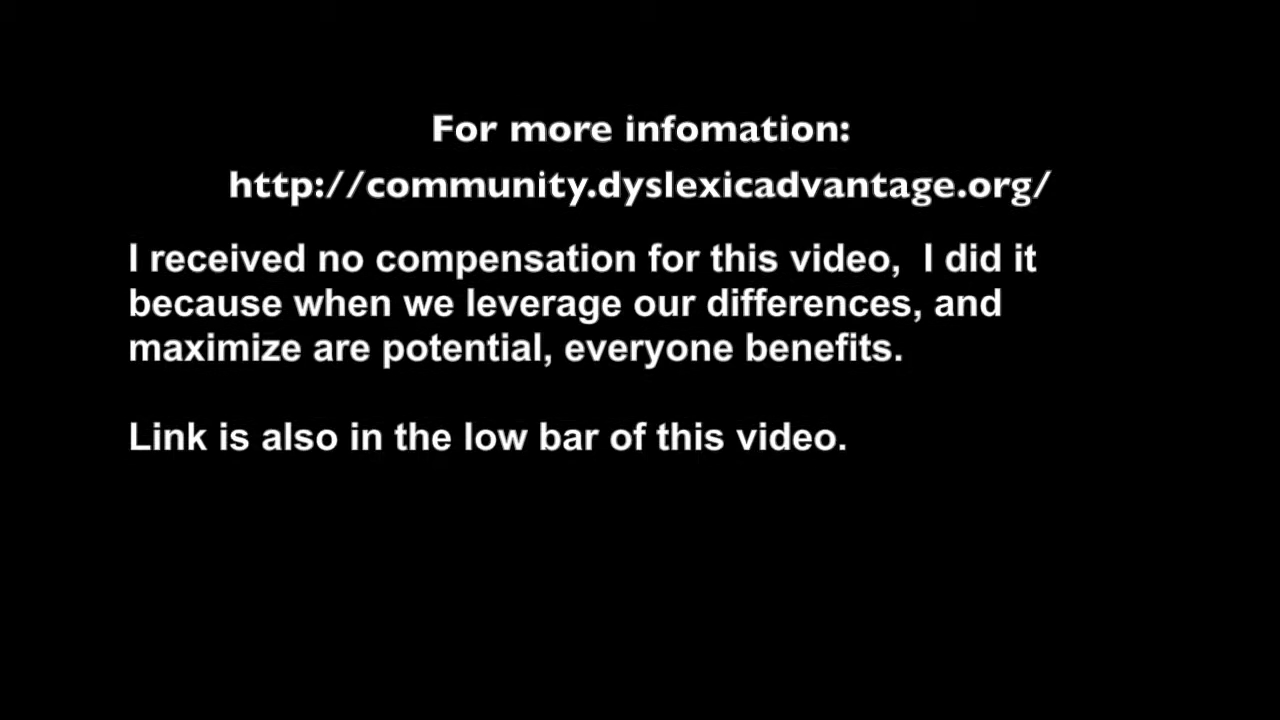 For more infomation:
http://community.dyslexicadvantage.org/
I received no compensation for this video,  I did it
because when we leverage our differences, and
maximize are potential, everyone benefits.
Link is also in the low bar of this video.